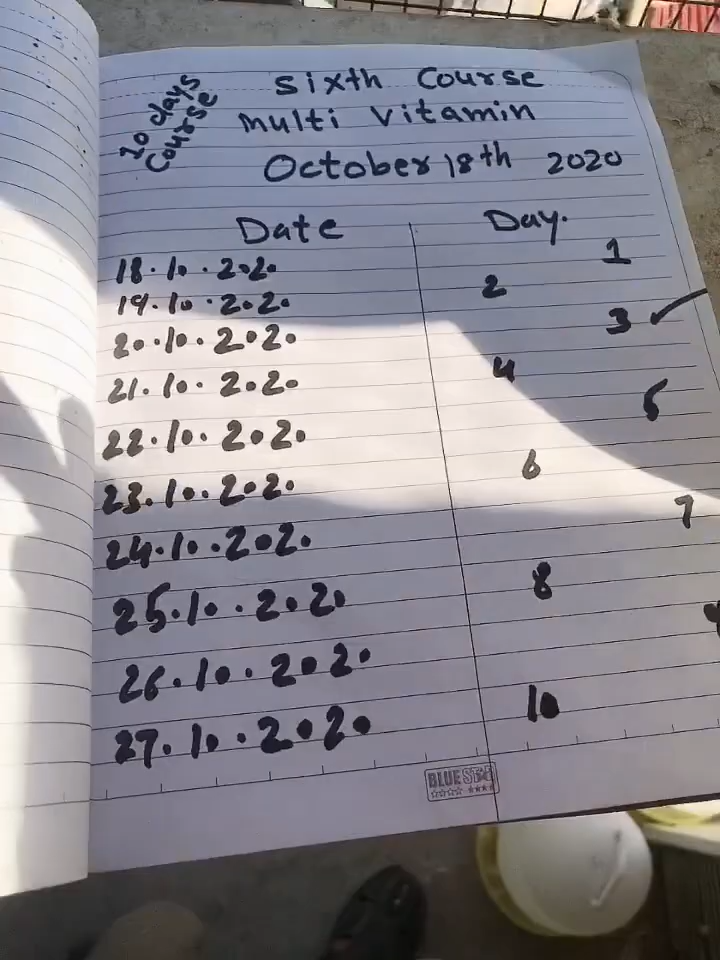 10 days
Course
Sixth Course
Multi Vitamin
October 18th 2020
Date Day.
18.10.2020 1
19.10.2020 2
20.10.2020 3 ✓
21.10.2020 4
22.10.2020 5
23.10.2020 6
24.10.2020 7
25.10.2020 8
26.10.2020
27.10.2020 10
BLUE STAR